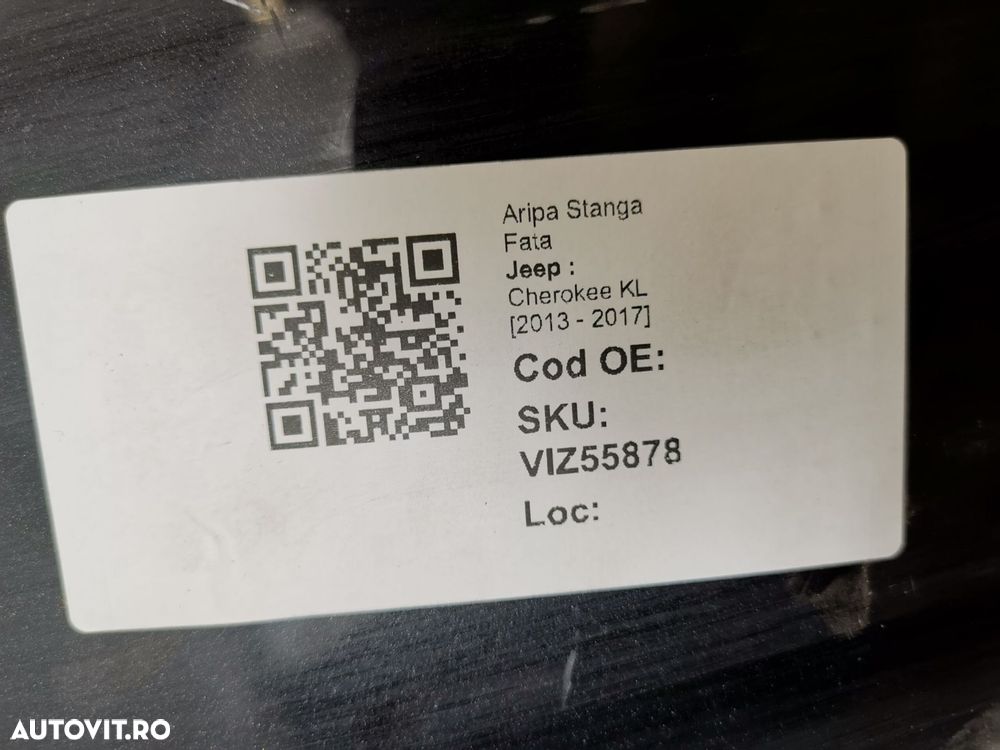 Aripa Stanga
Fata
Jeep :
Cherokee KL
[2013 - 2017]
Cod OE:
SKU:
VIZ55878
Loc:
AUTOVIT.RO